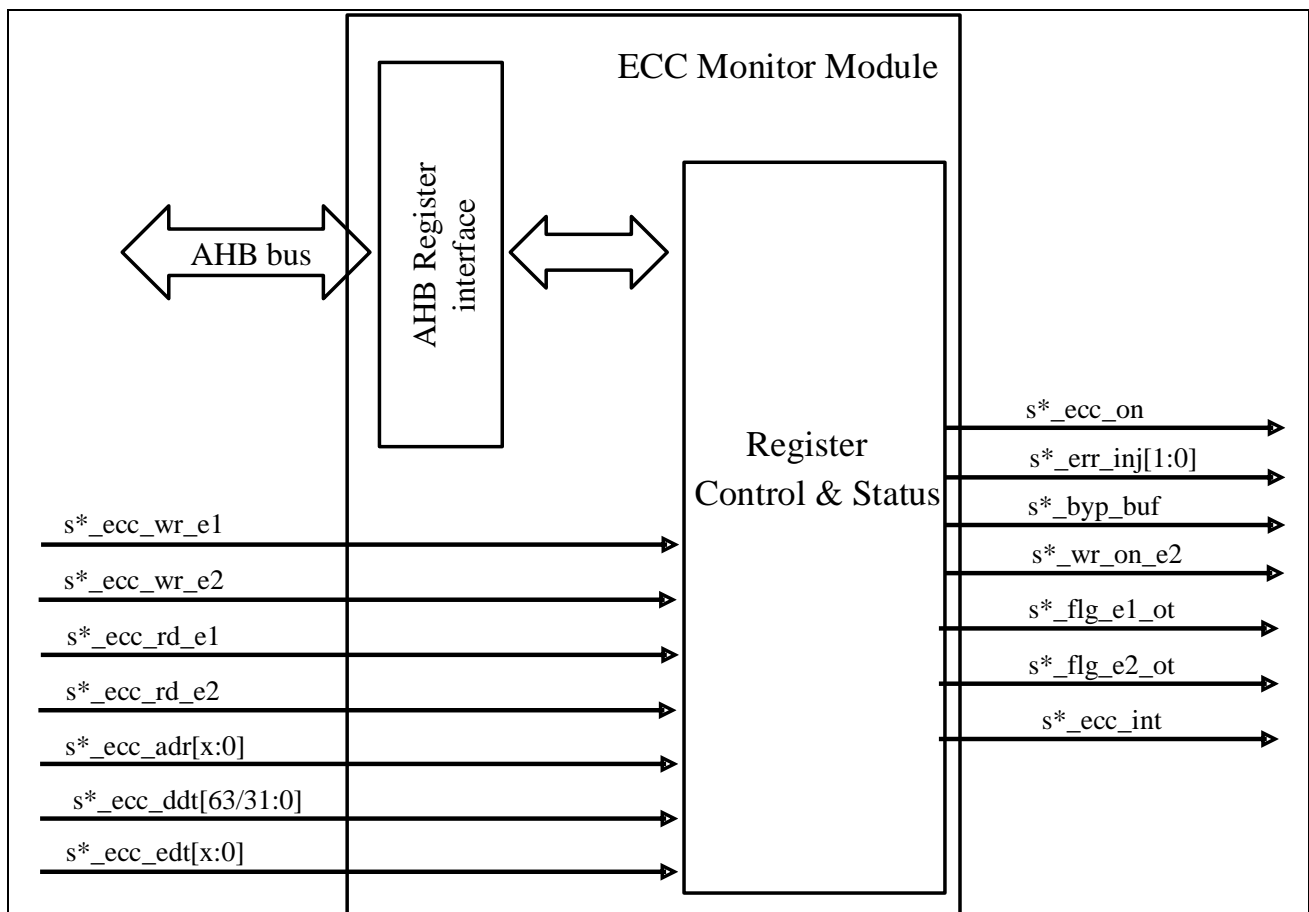 ECC Monitor Module
AHB Register
interface
AHB bus
Register
Control & Status
s*_ecc_wr_e1
s*_ecc_wr_e2
s*_ecc_rd_e1
s*_ecc_rd_e2
s*_ecc_adr[x:0]
s*_ecc_ddt[63/31:0]
s*_ecc_edt[x:0]
s*_ecc_on
s*_err_inj[1:0]
s*_byp_buf
s*_wr_on_e2
s*_flg_e1_ot
s*_flg_e2_ot
s*_ecc_int